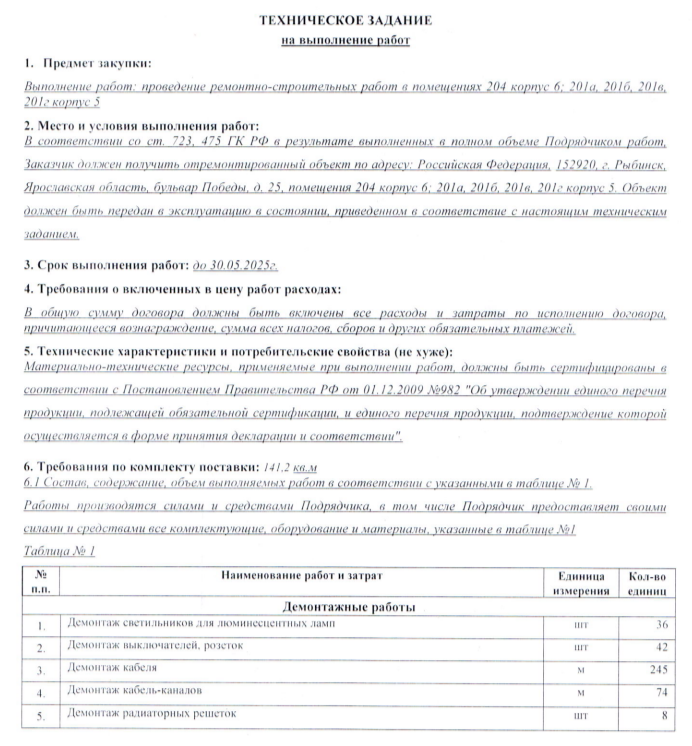 ТЕХНИЧЕСКОЕ ЗАДАНИЕ
на выполнение работ
1. Предмет закупки:
Выполнение работ: проведение ремонтно-строительных работ в помещениях 204 корпус 6; 201а, 201б, 201в,
201г корпус 5
2. Место и условия выполнения работ:
В соответствии со ст. 723, 475 ГК РФ в результате выполненных в полном объеме Подрядчиком работ,
Заказчик должен получить отремонтированный объект по адресу: Российская Федерация, 152920, г. Рыбинск,
Ярославская область, бульвар Победы, д. 25, помещения 204 корпус 6; 201а, 201б, 201в, 201г корпус 5. Объект
должен быть передан в эксплуатацию в состоянии, приведенном в соответствие с настоящим техническим
заданием.
3. Срок выполнения работ: до 30.05.2025г.
4. Требования о включенных в цену работ расходах:
В общую сумму договора должны быть включены все расходы и затраты по исполнению договора,
причитающееся вознаграждение, сумма всех налогов, сборов и других обязательных платежей.
5. Технические характеристики и потребительские свойства (не хуже):
Материально-технические ресурсы, применяемые при выполнении работ, должны быть сертифицированы в
соответствии с Постановлением Правительства РФ от 01.12.2009 №982 "Об утверждении единого перечня
продукции, подлежащей обязательной сертификации, и единого перечня продукции, подтверждение которой
осуществляется в форме принятия декларации и соответствии".
6. Требования по комплекту поставки: 141.2 кв.м
6.1 Состав, содержание, объем выполняемых работ в соответствии с указанными в таблице № 1.
Работы производятся силами и средствами Подрядчика, в том числе Подрядчик предоставляет своими
силами и средствами все комплектующие, оборудование и материалы, указанные в таблице №1
Таблица № 1
№ п.п. Наименование работ и затрат Единица измерения Кол-во единиц
Демонтажные работы
1. Демонтаж светильников для люминесцентных ламп шт 36
2. Демонтаж выключателей, розеток шт 42
3. Демонтаж кабеля м 245
4. Демонтаж кабель-каналов м 74
5. Демонтаж радиаторных решеток шт 8